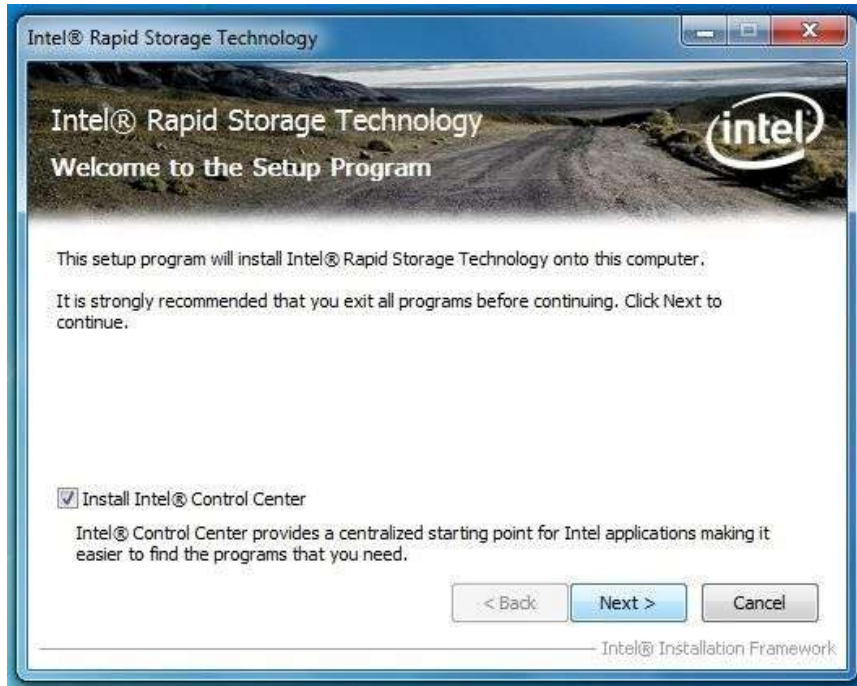 Intel® Rapid Storage Technology
Intel® Rapid Storage Technology
intel
Welcome to the Setup Program
This setup program will install Intel® Rapid Storage Technology onto this computer.
It is strongly recommended that you exit all programs before continuing. Click Next to
continue.
Install Intel® Control Center
Intel® Control Center provides a centralized starting point for Intel applications making it
easier to find the programs that you need.
< Back Next > Cancel
Intel® Installation Framework